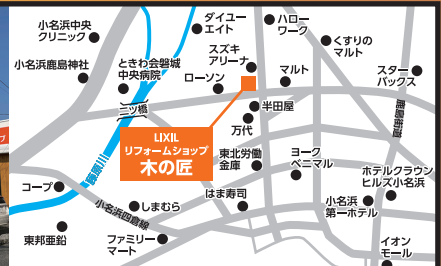 小名浜中央
クリニック
ダイユー
エイト
ハロー
ワーク
くすりの
マルト
スズキ
アリーナ
小名浜鹿島神社
ときわ会磐城
中央病院
ローソン
マルト
スター
バックス
鹿島街道
二ツ橋
半田屋
万代
LIXIL
リフォームショップ
木の匠
東北労働
金庫
ヨーク
ベニマル
ホテルクラウン
ヒルズ小名浜
コープ
はま寿司
小名浜
第一ホテル
しまむら
小名浜四倉線
東邦亜鉛
ファミリー
マート
イオン
モール